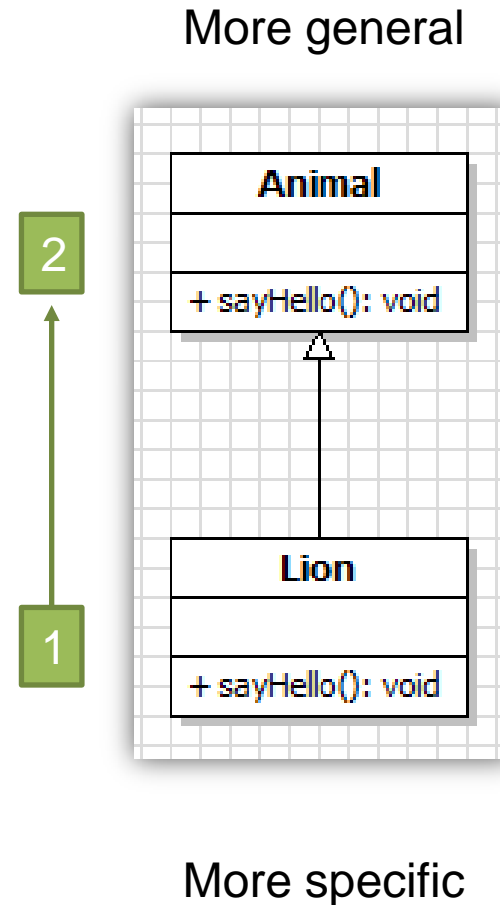 More general
Animal
2
+ sayHello(): void
Lion
1
+ sayHello(): void
More specific